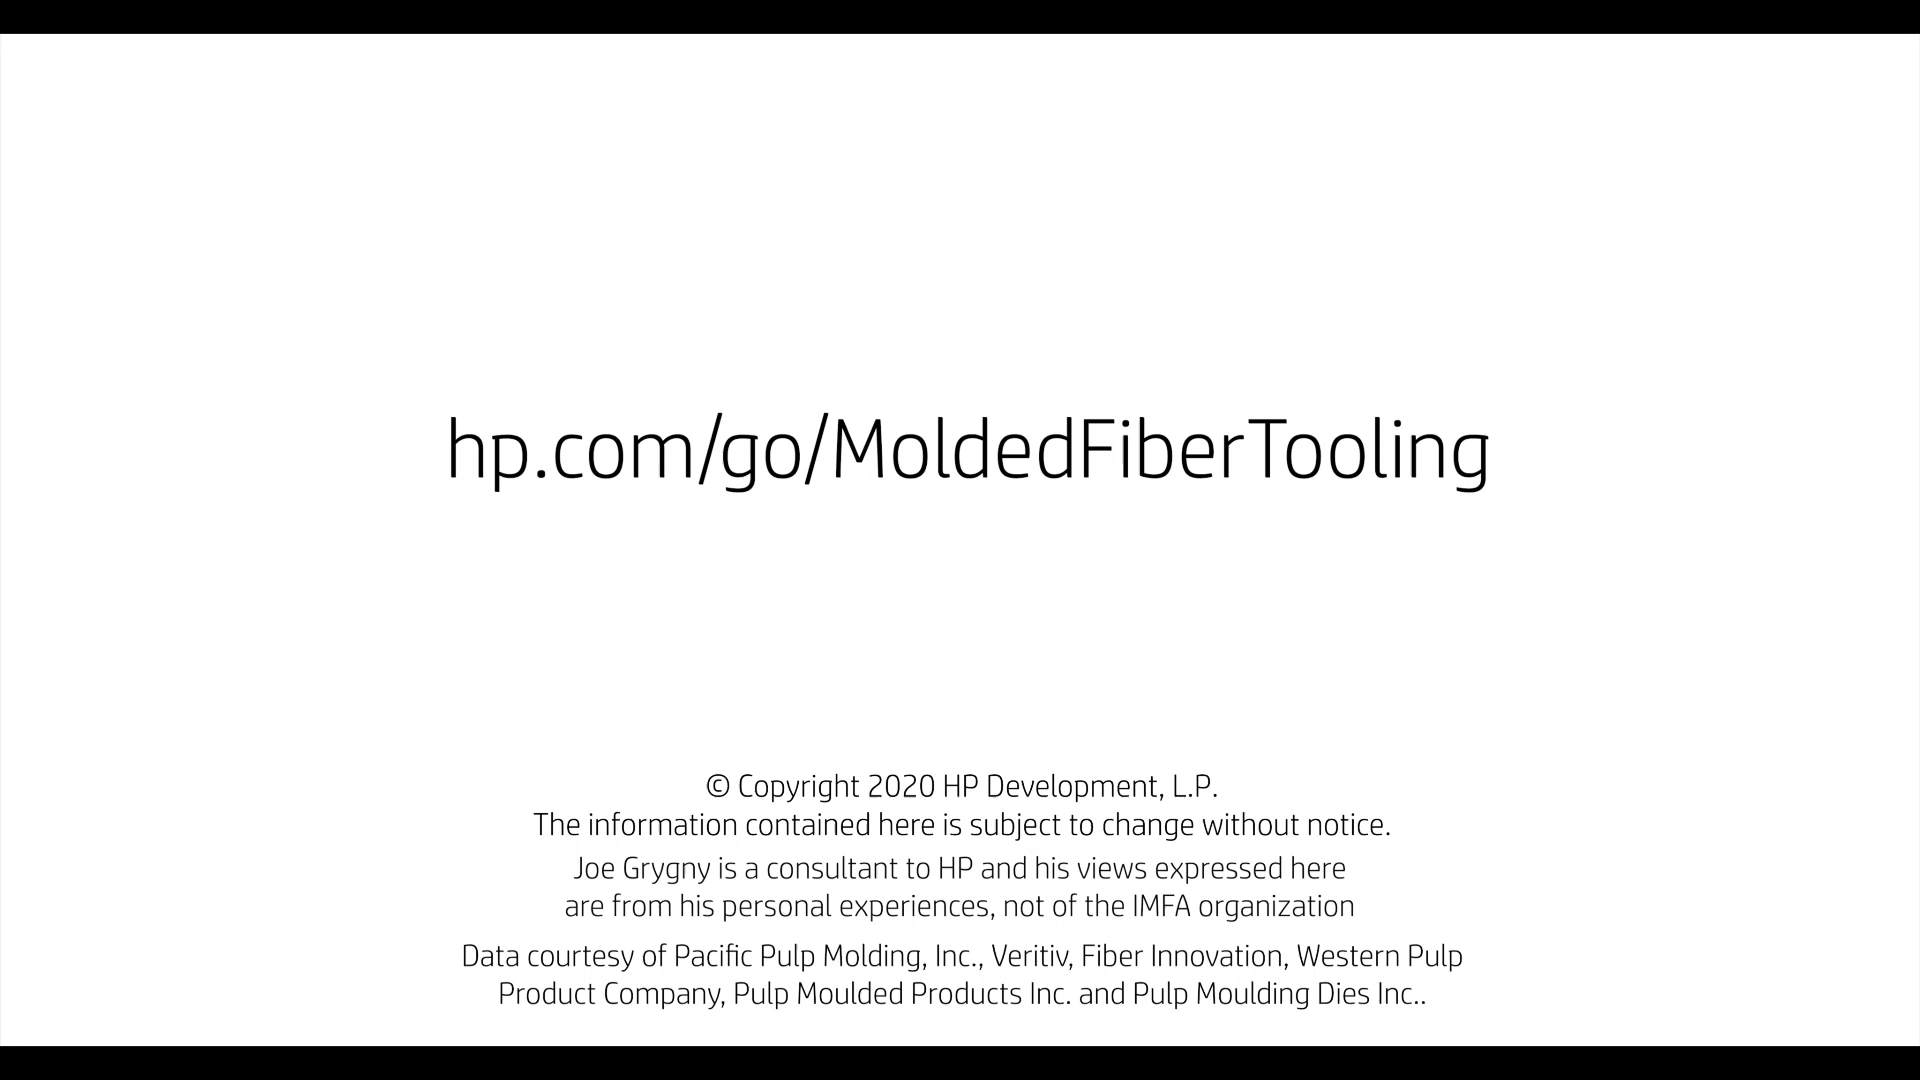 hp.com/go/MoldedFiberTooling
© Copyright 2020 HP Development, L.P.
The information contained here is subject to change without notice.
Joe Grygny is a consultant to HP and his views expressed here
are from his personal experiences, not of the IMFA organization
Data courtesy of Pacific Pulp Molding, Inc., Veritiv, Fiber Innovation, Western Pulp
Product Company, Pulp Moulded Products Inc. and Pulp Moulding Dies Inc..